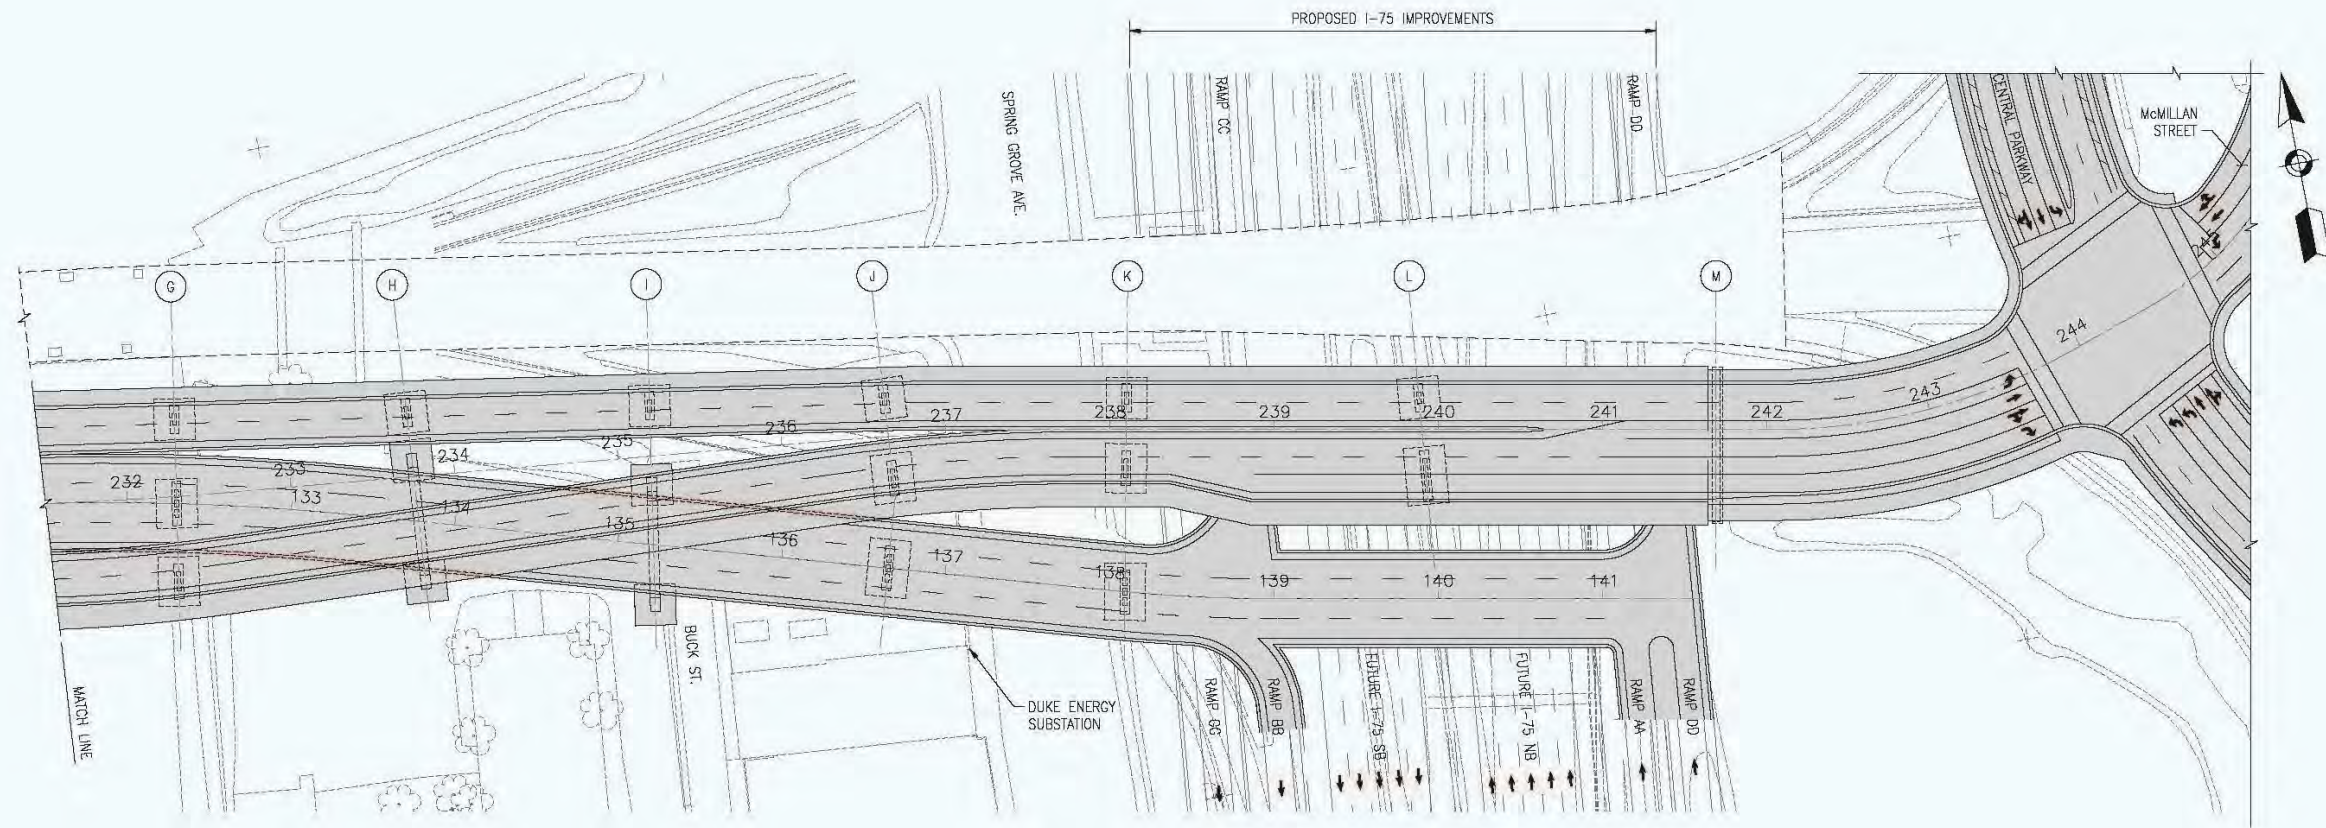 PROPOSED I-75 IMPROVEMENTS
SPRING GROVE AVE.
RAMP CC
RAMP DD
CENTRAL PARKWAY
McMILLAN
STREET
G
H
I
J
K
L
M
232
233
234
235
236
237
238
239
240
241
242
243
244
245
133
134
135
136
137
138
139
140
141
MATCH LINE
BUCK ST.
DUKE ENERGY
SUBSTATION
RAMP GG
RAMP BB
FUTURE I-75 SB
FUTURE I-75 NB
RAMP AA
RAMP DD